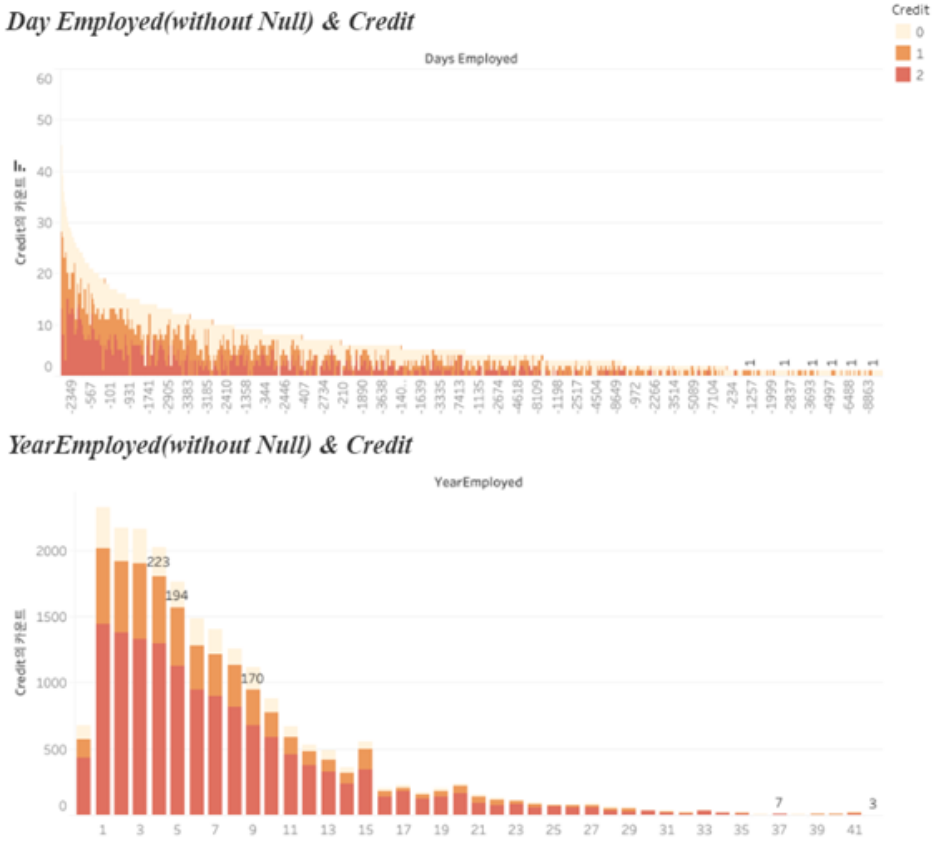 Day Employed(without Null) & Credit
Credit
0
1
2
Days Employed
60
50
40
30
20
10
0
Credit의 카운트
1 1 1 1 1 1
-2349 -567 -101 -931 -1741 -2905 -3383 -3185 -2410 -1358 -344 -2446 -407 -2734 -210 -1890 -3638 -140.. -1639 -3335 -7413 -1135 -2674 -4618 -8109 -1198 -2517 -4504 -8649 -972 -2266 -3514 -5089 -7104 -234 -12527 -1999 -2837 -3693 -4997 -6488 -8863
YearEmployed(without Null) & Credit
YearEmployed
2000
1500
1000
500
0
Credit의 카운트
223
194
170
7
3
1 3 5 7 9 11 13 15 17 19 21 23 25 27 29 31 33 35 37 39 41